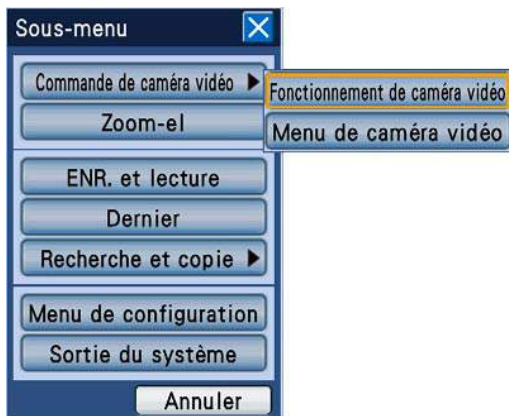 Sous-menu
Commande de caméra vidéo
Fonctionnement de caméra vidéo
Zoom-el
Menu de caméra vidéo
ENR. et lecture
Dernier
Recherche et copie
Menu de configuration
Sortie du système
Annuler